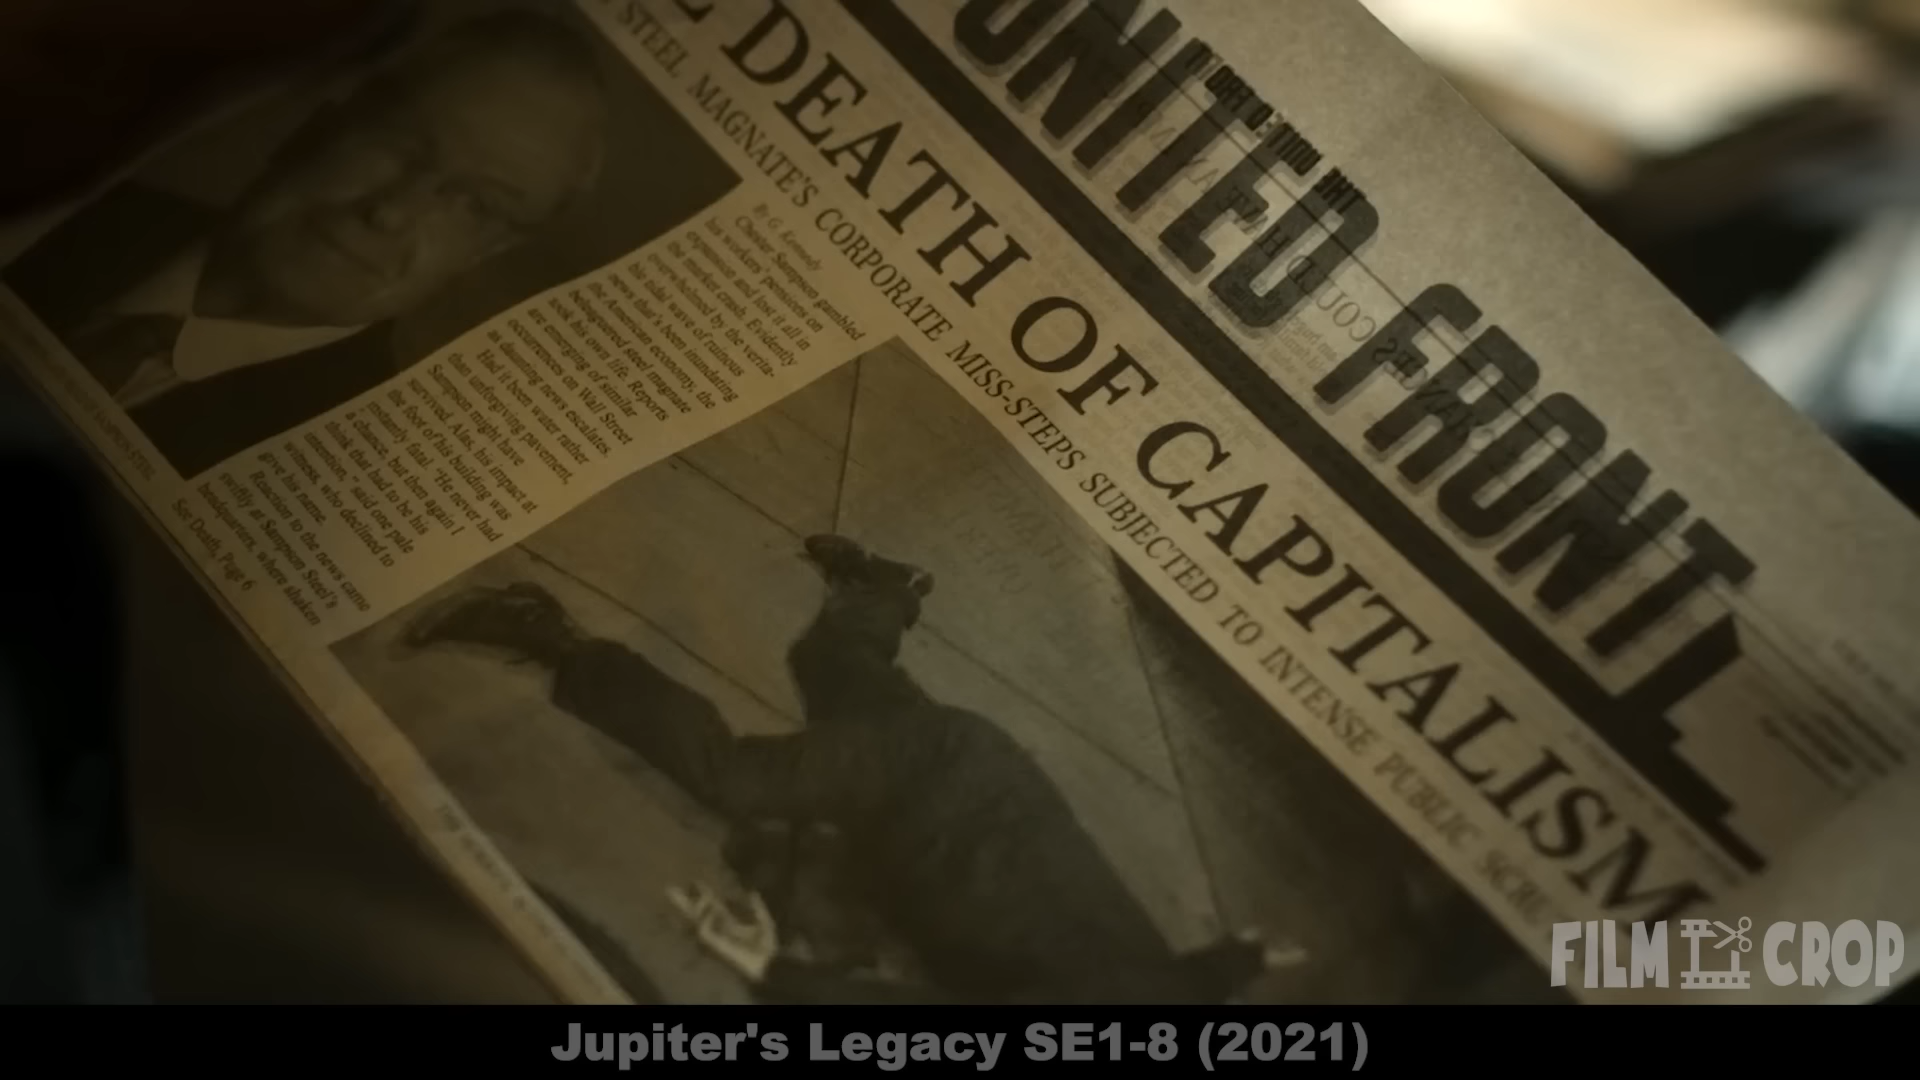 UNITED FRONT
DEATH OF CAPITALISM
STEEL MAGNATE'S CORPORATE MISS-STEPS SUBJECTED TO INTENSE PUBLIC
By G. Kennedy
Chester Sampson gambled
his workers' pensions on
expansion and lost it all in
the market crash. Evidently
overwhelmed by the verita-
ble tidal wave of ruinous
news that's been inundating
the American economy, the
beleaguered steel magnate
took his own life. Reports
are emerging of similar
occurrences on Wall Street
as daunting news escalates.
Had it been water rather
than unforgiving pavement,
Sampson might have
survived. Alas, his impact at
the foot of his building was
instantly fatal. "He never had
a chance, but then again I
think that had to be his
intention," said one pale
witness, who declined to
give his name.
Reaction to the news came
swiftly at Sampson Steel's
headquarters, where shaken
See Death, Page 6
FILM CROP
Jupiter's Legacy SE1-8 (2021)